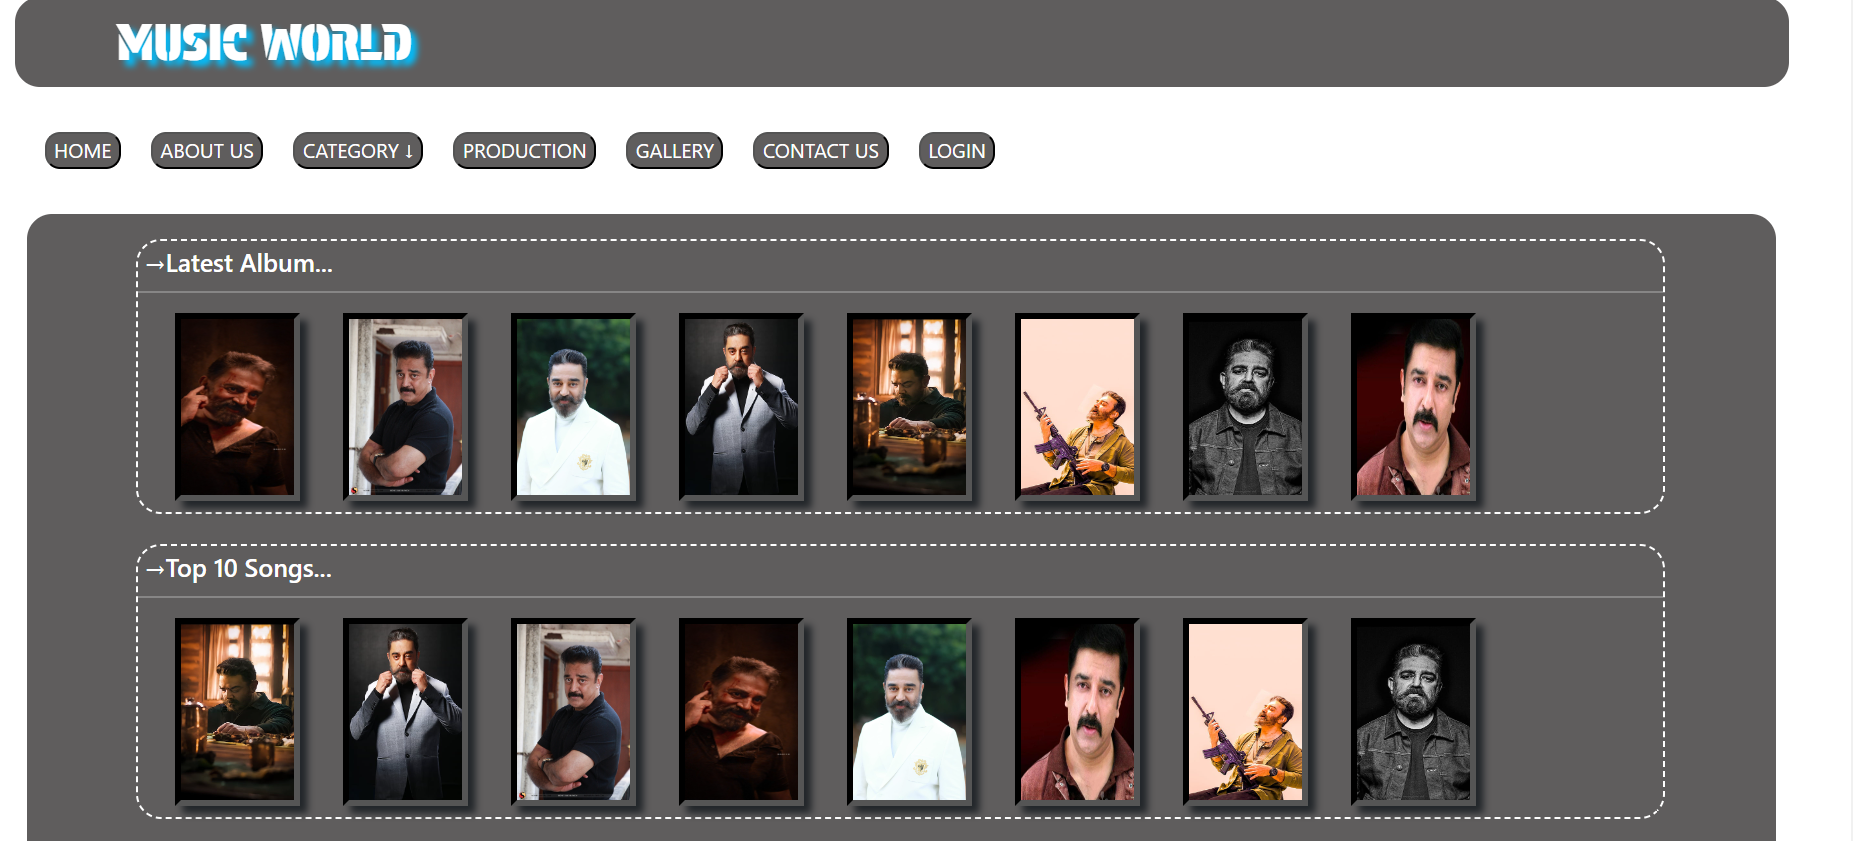 MUSIC WORLD
HOME ABOUT US CATEGORY ↓ PRODUCTION GALLERY CONTACT US LOGIN
→Latest Album...
→Top 10 Songs...